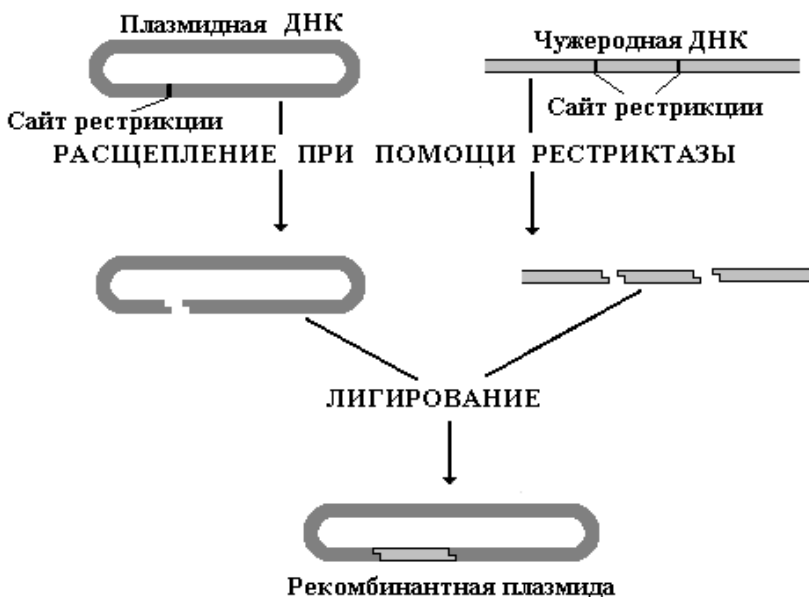 Плазмидная ДНК
Чужеродная ДНК
Сайт рестрикции
Сайт рестрикции
РАСЩЕПЛЕНИЕ ПРИ ПОМОЩИ РЕСТРИКТАЗЫ
ЛИГИРОВАНИЕ
Рекомбинантная плазмида